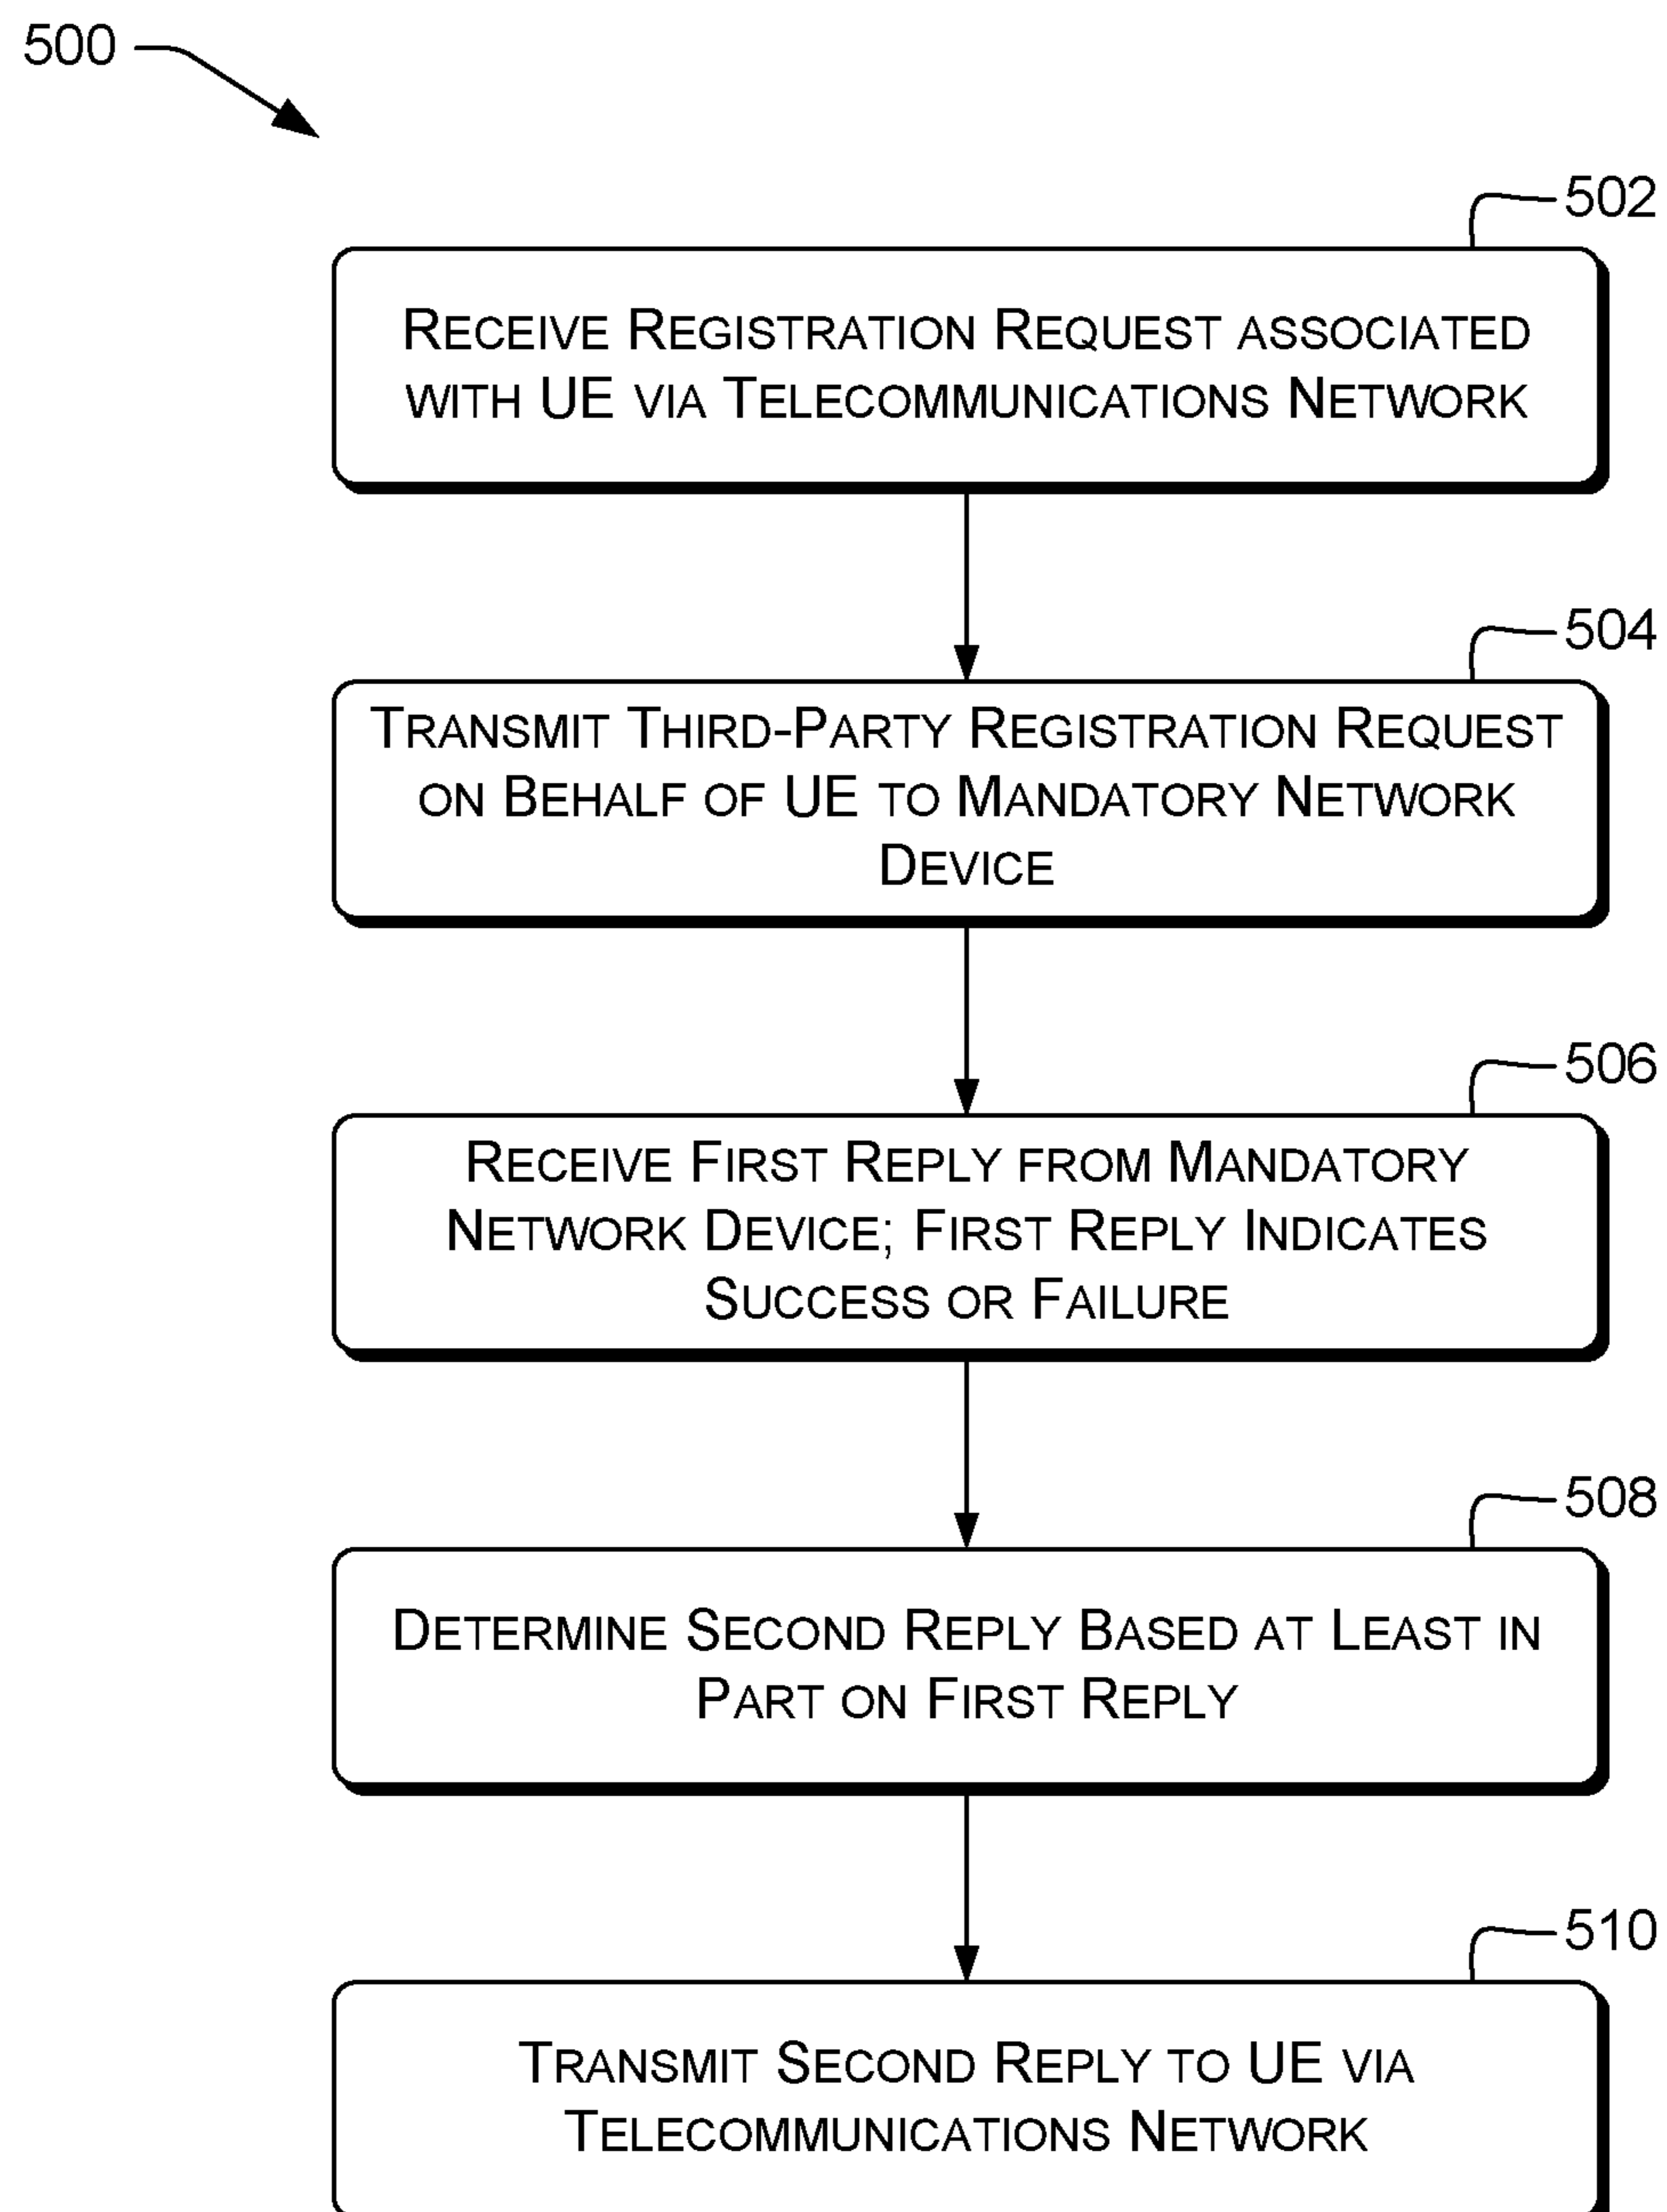 500
502
RECEIVE REGISTRATION REQUEST ASSOCIATED
WITH UE VIA TELECOMMUNICATIONS NETWORK
504
TRANSMIT THIRD-PARTY REGISTRATION REQUEST
ON BEHALF OF UE TO MANDATORY NETWORK
DEVICE
506
RECEIVE FIRST REPLY FROM MANDATORY
NETWORK DEVICE; FIRST REPLY INDICATES
SUCCESS OR FAILURE
508
DETERMINE SECOND REPLY BASED AT LEAST IN
PART ON FIRST REPLY
510
TRANSMIT SECOND REPLY TO UE VIA
TELECOMMUNICATIONS NETWORK